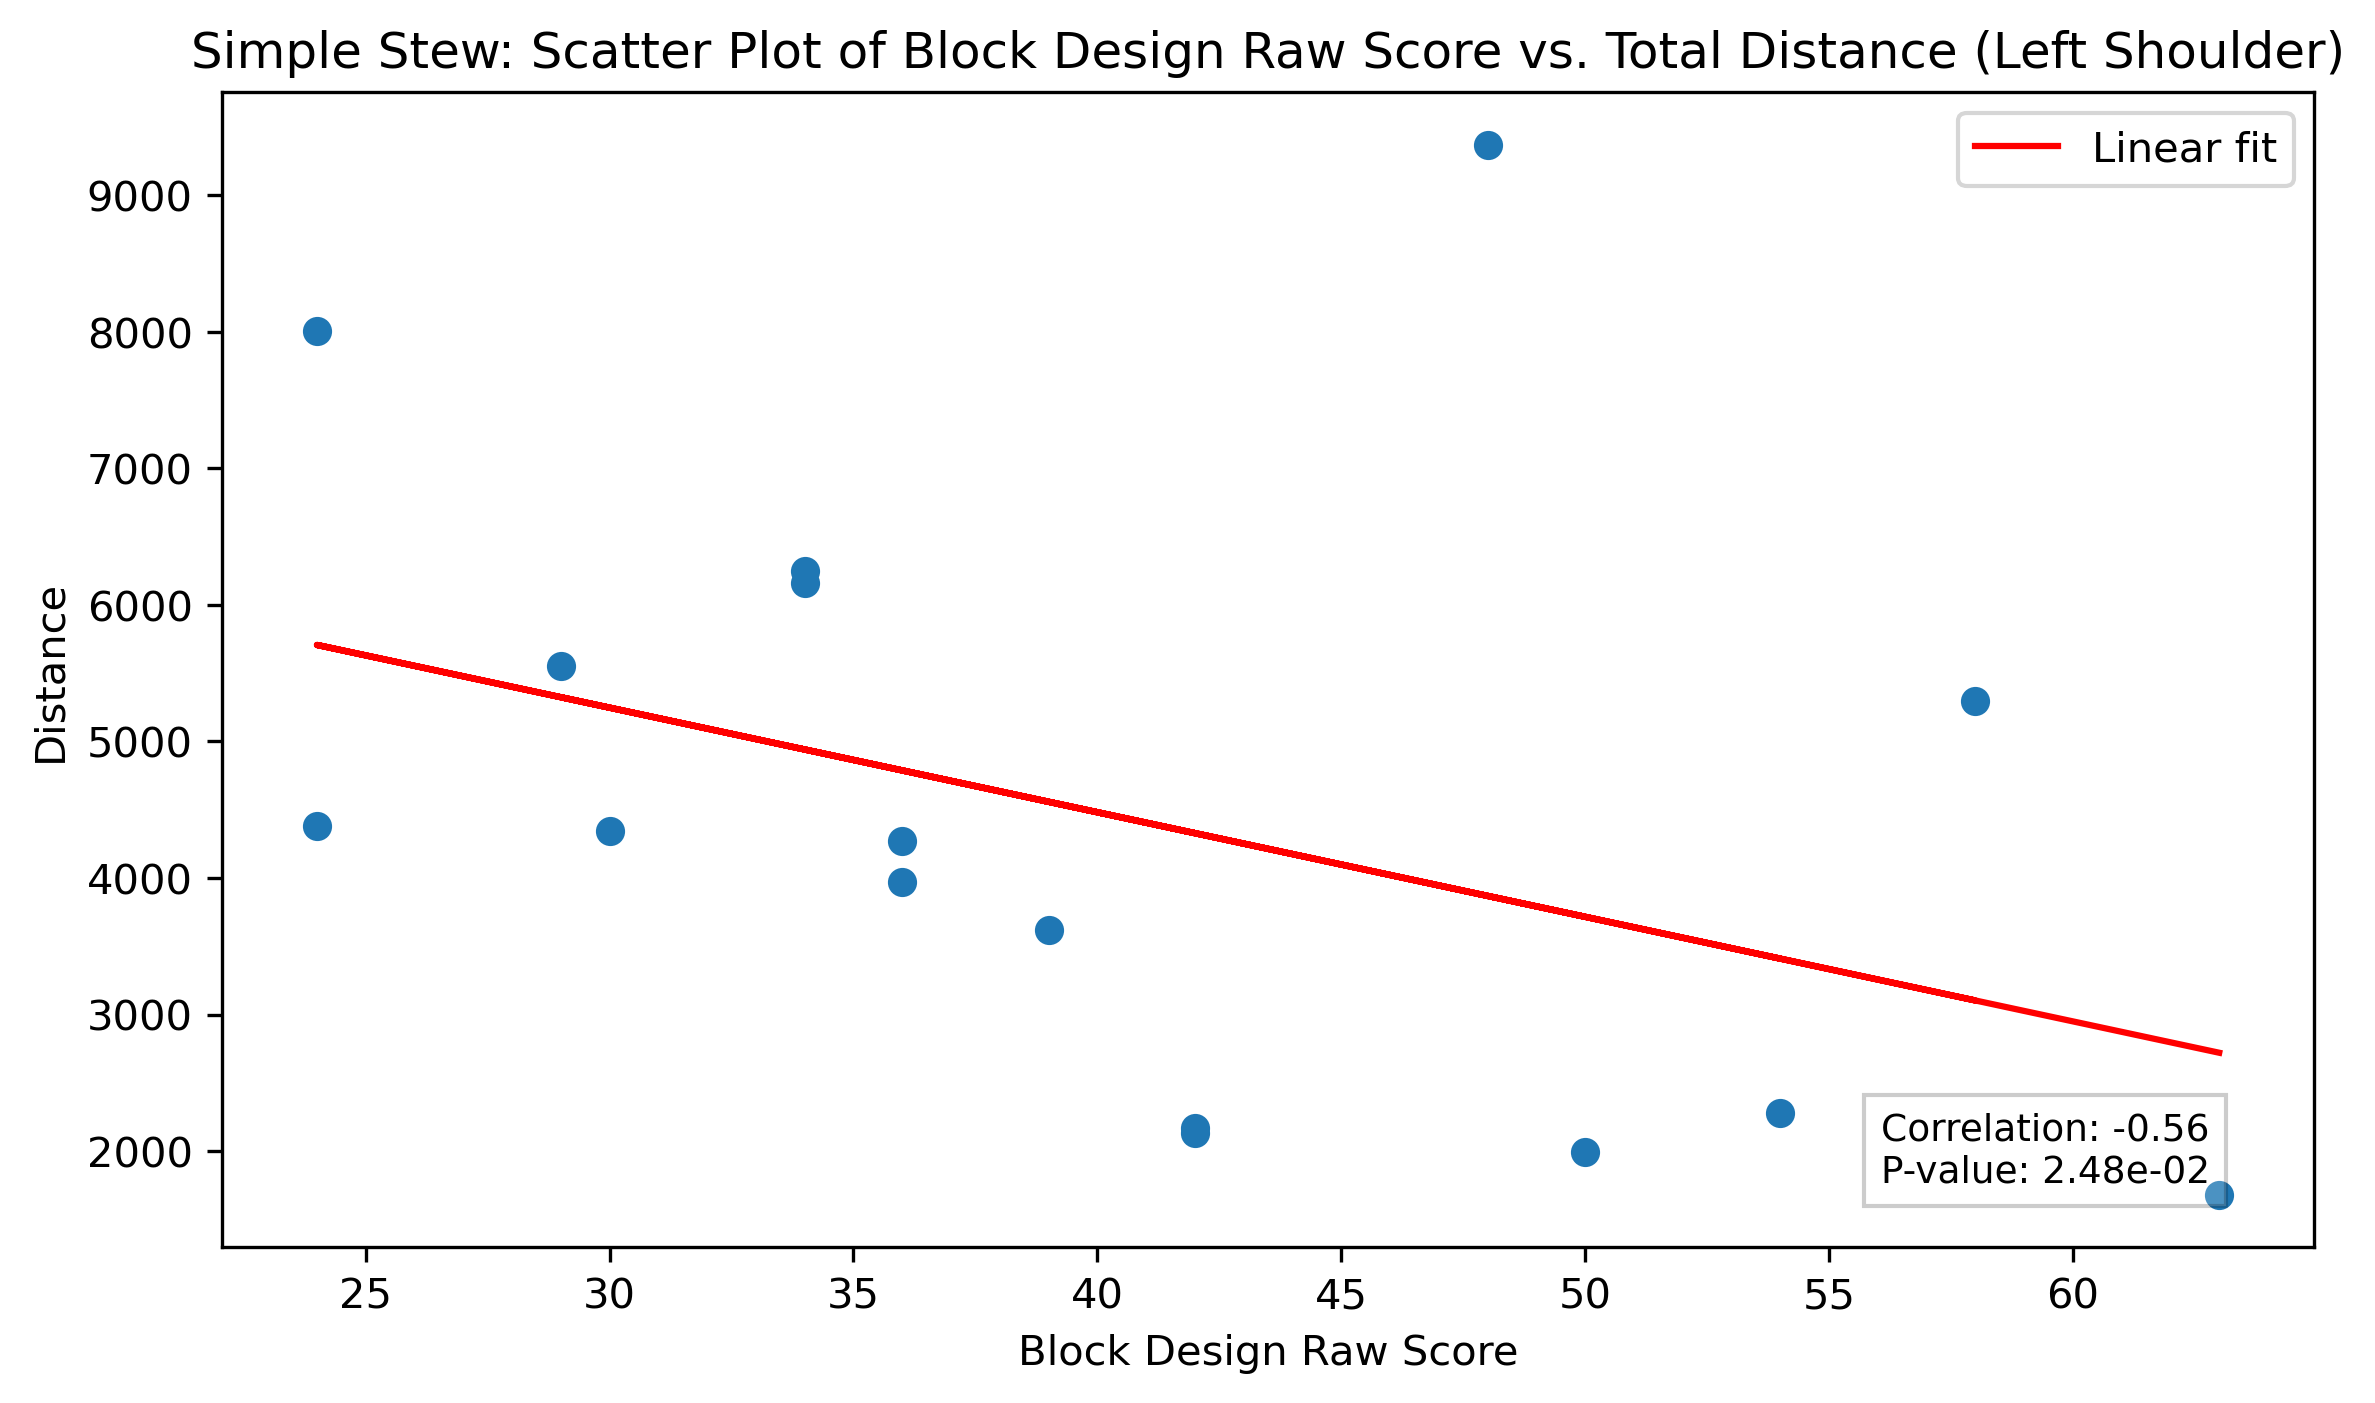 Simple Stew: Scatter Plot of Block Design Raw Score vs. Total Distance (Left Shoulder)
Linear fit
9000
8000
7000
6000
5000
4000
3000
2000
Distance
Correlation: -0.56
P-value: 2.48e-02
25 30 35 40 45 50 55 60
Block Design Raw Score